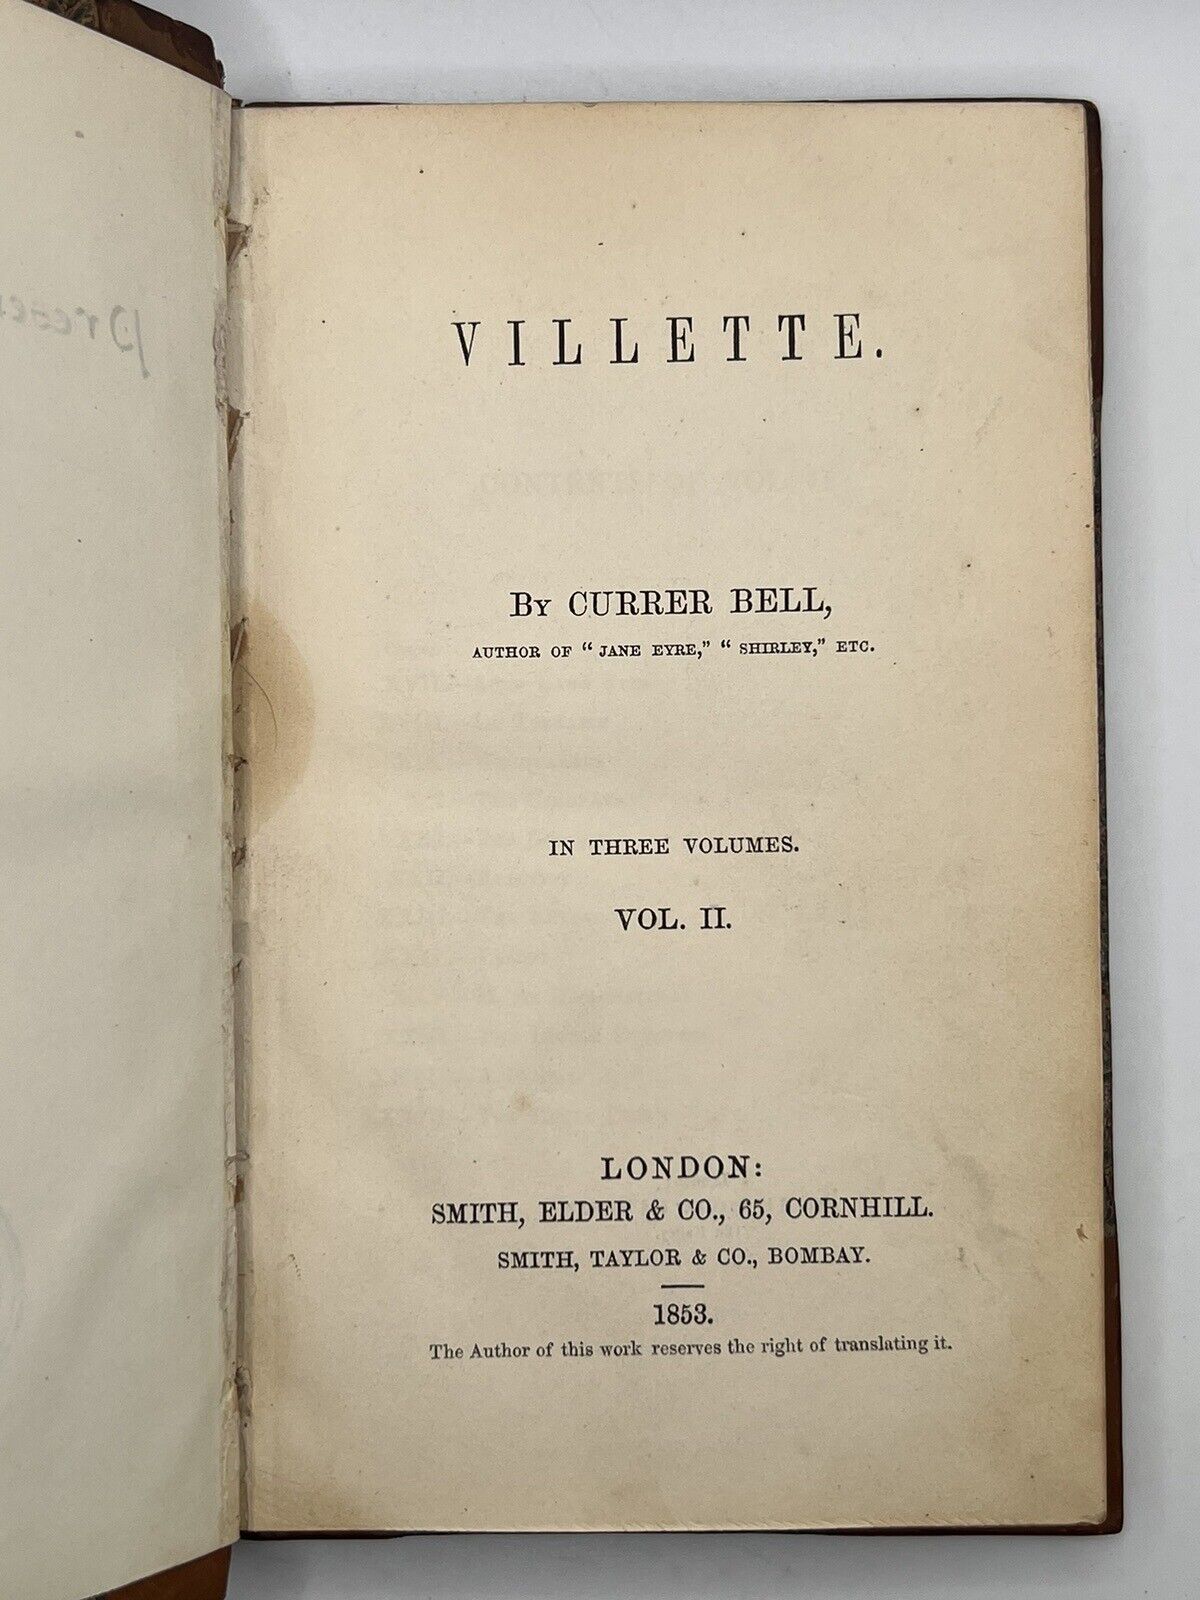 VILLETTE.
By CURRER BELL,
AUTHOR OF “ JANE EYRE,” “ SHIRLEY,” ETC.
IN THREE VOLUMES.
VOL. II.
LONDON:
SMITH, ELDER & CO., 65, CORNHILL.
SMITH, TAYLOR & CO., BOMBAY.
1853.
The Author of this work reserves the right of translating it.